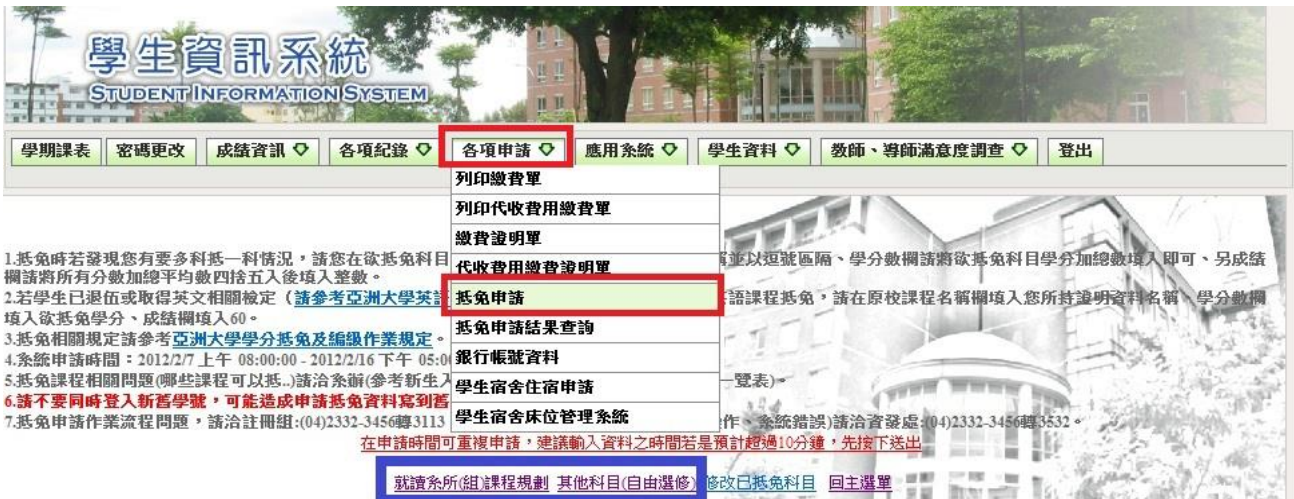 學生資訊系統
STUDENT INFORMATION SYSTEM
學期課表 密碼更改 成績資訊 各項紀錄 各項申請 應用系統 學生資料 教師、導師滿意度調查 登出
列印繳費單
列印代收費用繳費單
繳費證明單
代收費用繳費證明單
抵免申請
抵免申請結果查詢
銀行帳號資料
學生宿舍住宿申請
學生宿舍床位管理系統
1.抵免時若發現您有要多科抵一科情況，請您在欲抵免科目 並以逗號區隔、學分數欄請將欲抵免科目學分加總數填入即可、另成績
欄請將所有分數加總平均數四捨五入後填入整數。
2.若學生已退伍或取得英文相關檢定（請參考亞洲大學英語 語課程抵免，請在原校課程名稱欄填入您所持證明資料名稱、學分數欄
填入欲抵免學分、成績欄填入60。
3.抵免相關規定請參考亞洲大學學分抵免及編級作業規定。
4.系統申請時間：2012/2/7 上午 08:00:00 - 2012/2/16 下午 05:00
5.抵免課程相關問題(哪些課程可以抵..)請洽系辦(參考新生入 一覽表)。
6.請不要同時登入新舊學號，可能造成申請抵免資料寫到舊
7.抵免申請作業流程問題，請洽註冊組:(04)2332-3456轉3113 作、系統錯誤)請洽資發處:(04)2332-3456轉3532。
在申請時間可重複申請，建議輸入資料之時間若是預計超過10分鐘，先按下送出
就讀系所(組)課程規劃 其他科目(自由選修) 修改已抵免科目 回主選單